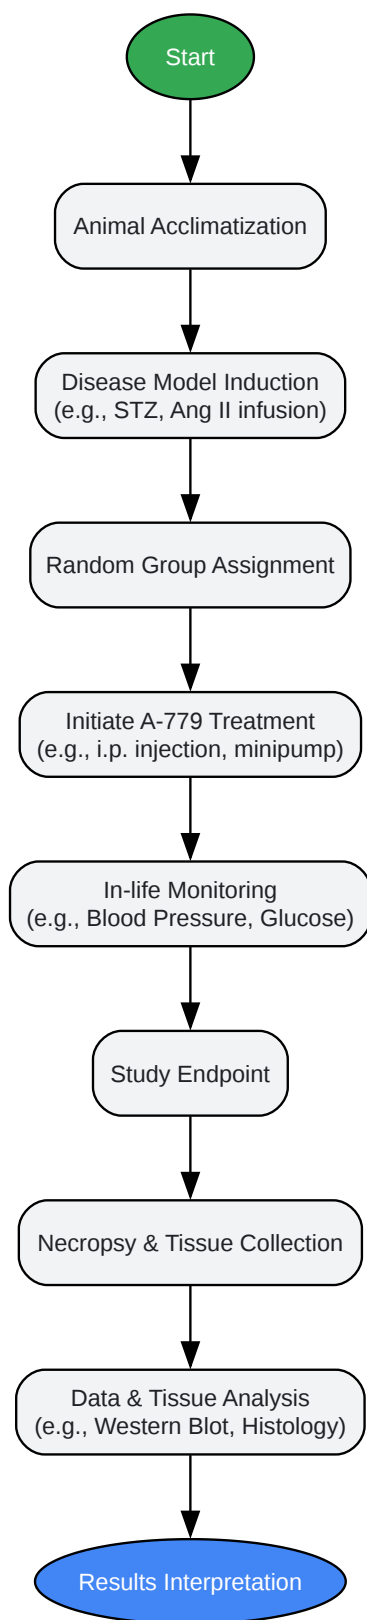 Start
Animal Acclimatization
Disease Model Induction
(e.g., STZ, Ang II infusion)
Random Group Assignment
Initiate A-779 Treatment
(e.g., i.p. injection, minipump)
In-life Monitoring
(e.g., Blood Pressure, Glucose)
Study Endpoint
Necropsy & Tissue Collection
Data & Tissue Analysis
(e.g., Western Blot, Histology)
Results Interpretation